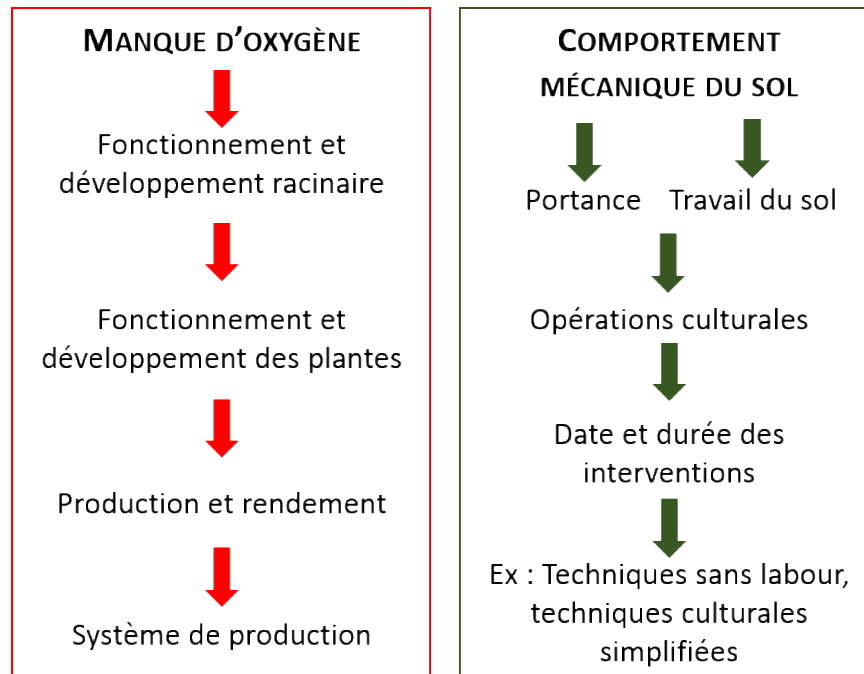 MANQUE D'OXYGÈNE
Fonctionnement et
développement racinaire
Fonctionnement et
développement des plantes
Production et rendement
Système de production
COMPORTEMENT
MÉCANIQUE DU SOL
Portance Travail du sol
Opérations culturales
Date et durée des
interventions
Ex : Techniques sans labour,
techniques culturales
simplifiées